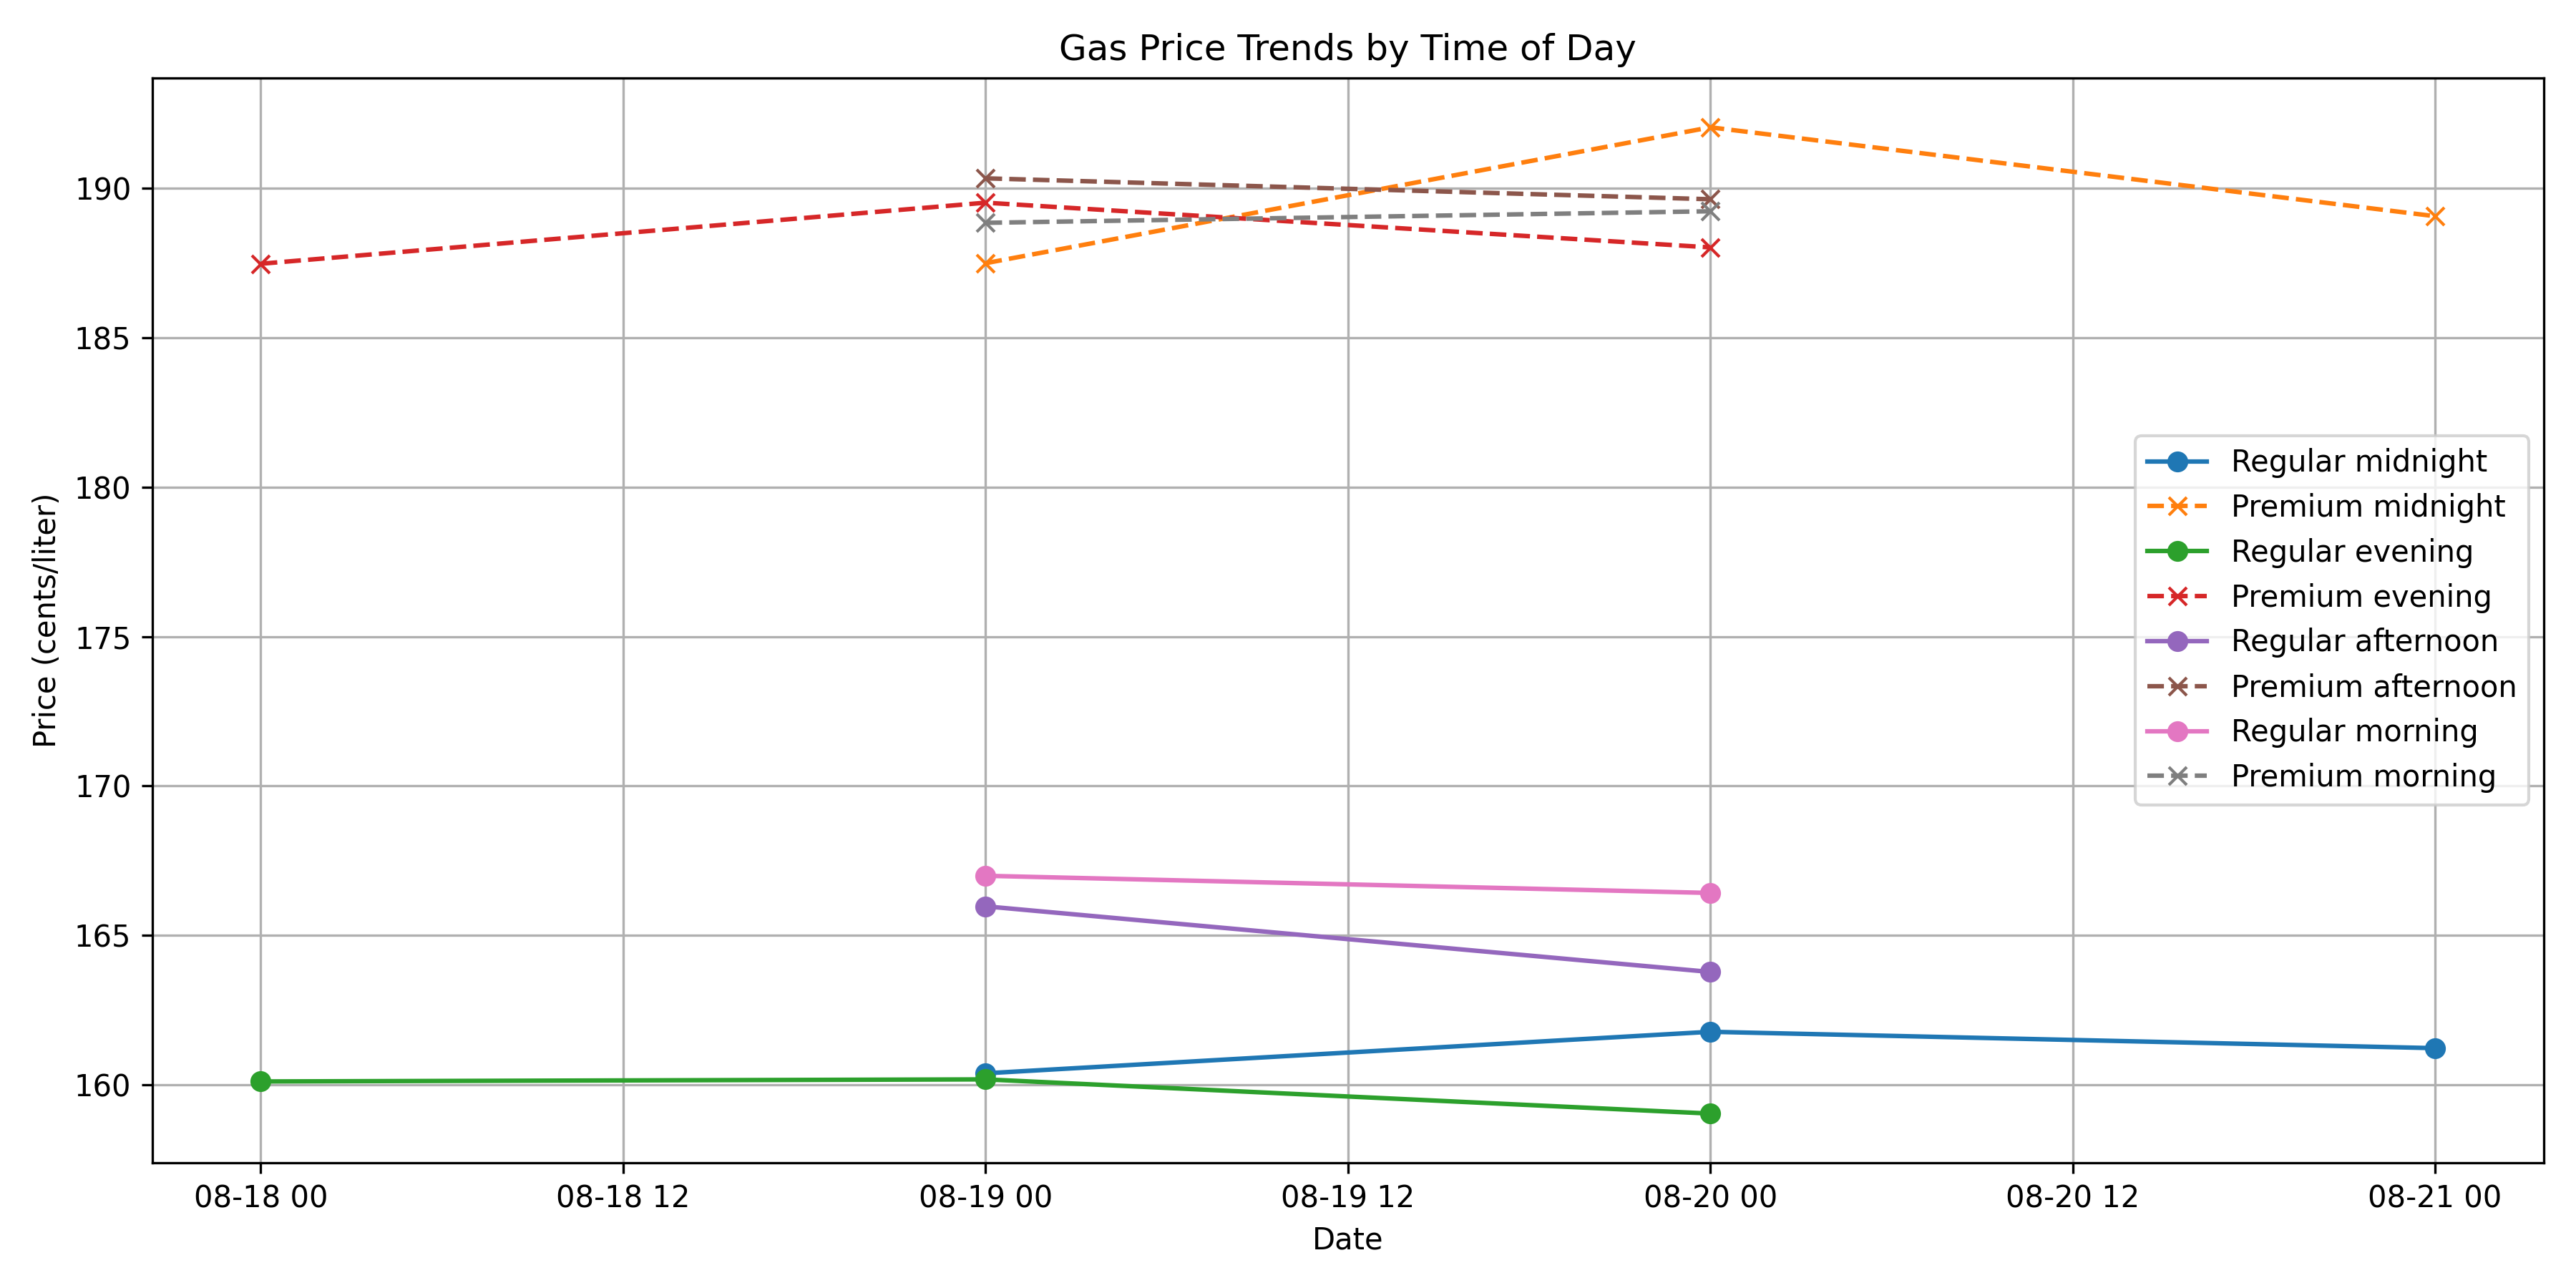 Gas Price Trends by Time of Day
Price (cents/liter)
190
185
180
175
170
165
160
Regular midnight
Premium midnight
Regular evening
Premium evening
Regular afternoon
Premium afternoon
Regular morning
Premium morning
08-18 00
08-18 12
08-19 00
08-19 12
08-20 00
08-20 12
08-21 00
Date